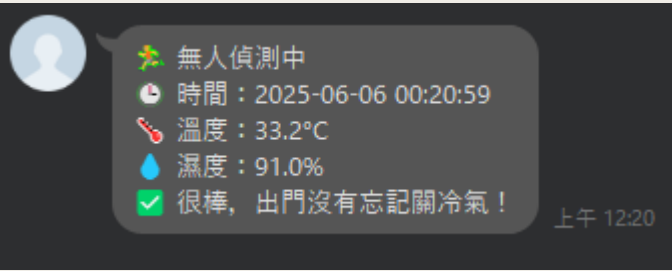 🏃 無人偵測中
🕒 時間：2025-06-06 00:20:59
🌡️ 溫度：33.2°C
💧 濕度：91.0%
✅ 很棒，出門沒有忘記關冷氣！
上午 12:20